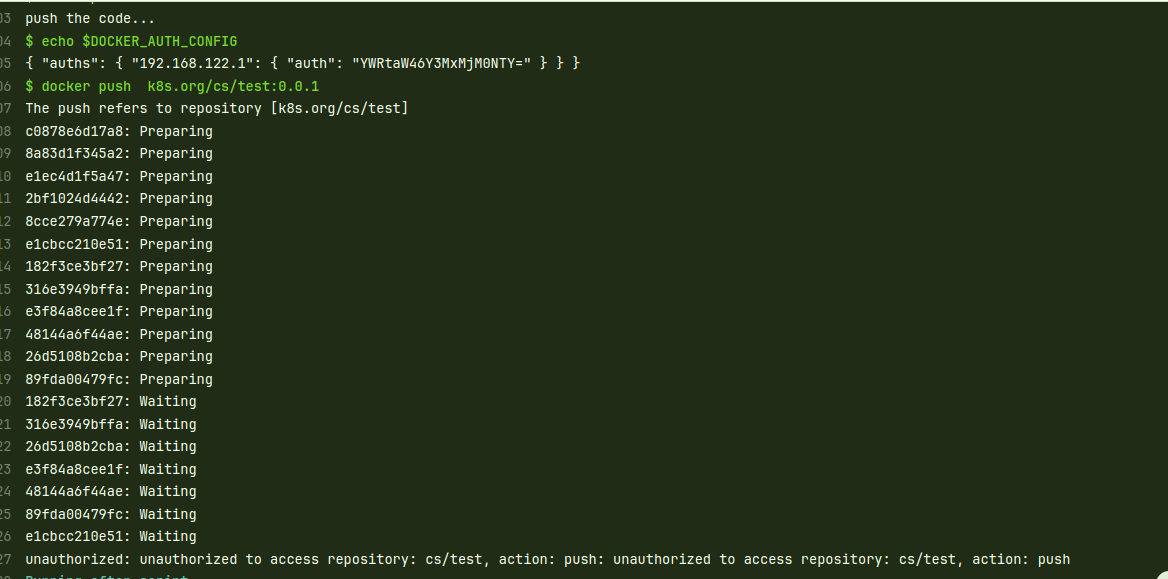 03 push the code...
04 $ echo $DOCKER_AUTH_CONFIG
05 { "auths": { "192.168.122.1": { "auth": "YWRtaW46Y3MxMjM0NTY=" } } }
06 $ docker push  k8s.org/cs/test:0.0.1
07 The push refers to repository [k8s.org/cs/test]
08 c0878e6d17a8: Preparing
09 8a83d1f345a2: Preparing
10 e1ec4d1f5a47: Preparing
11 2bf1024d4442: Preparing
12 8cce279a774e: Preparing
13 e1cbcc210e51: Preparing
14 182f3ce3bf27: Preparing
15 316e3949bffa: Preparing
16 e3f84a8cee1f: Preparing
17 48144a6f44ae: Preparing
18 26d5108b2cba: Preparing
19 89fda00479fc: Preparing
20 182f3ce3bf27: Waiting
21 316e3949bffa: Waiting
22 26d5108b2cba: Waiting
23 e3f84a8cee1f: Waiting
24 48144a6f44ae: Waiting
25 89fda00479fc: Waiting
26 e1cbcc210e51: Waiting
27 unauthorized: unauthorized to access repository: cs/test, action: push: unauthorized to access repository: cs/test, action: push